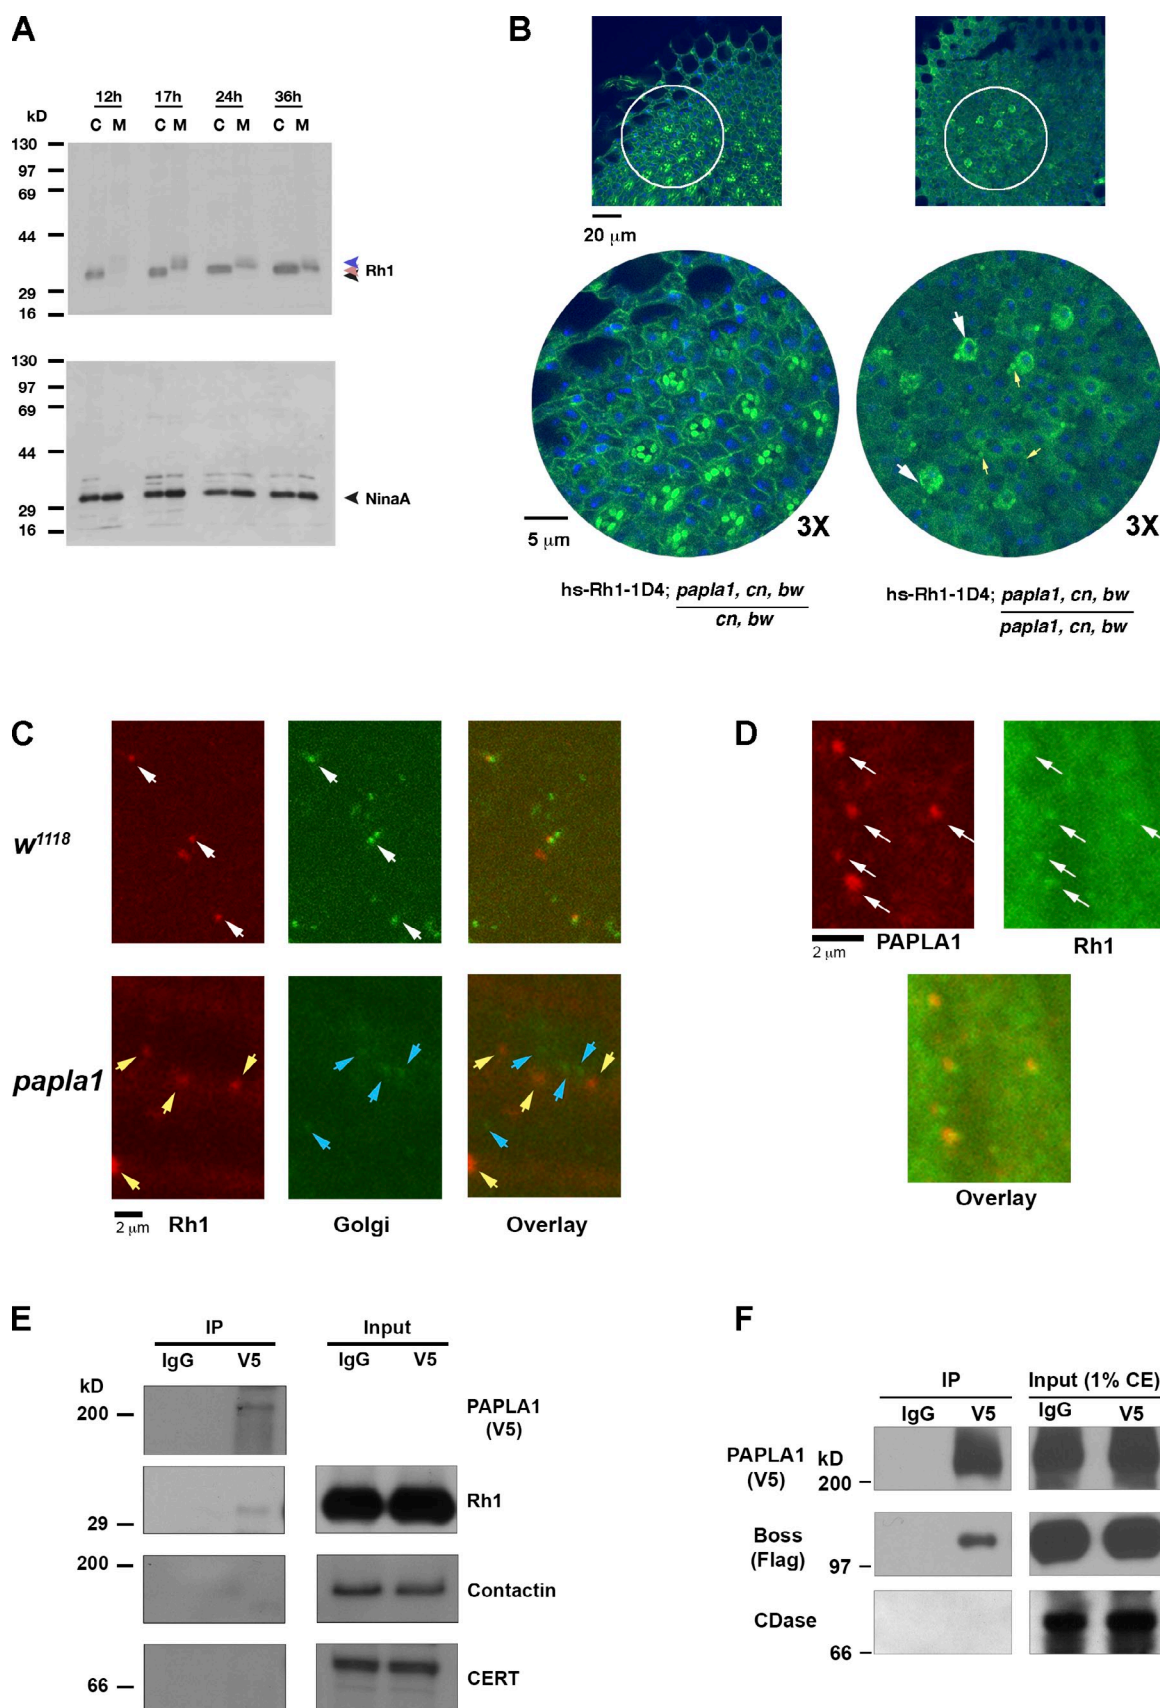 A
12h 17h 24h 36h
kD
C M C M C M C M
130
97
69
44
Rh1
29
16
130
97
69
44
NinaA
29
16
B
20 µm
5 µm
3X
3X
hs-Rh1-1D4; papla1, cn, bw
cn, bw
hs-Rh1-1D4; papla1, cn, bw
papla1, cn, bw
C
w1118
papla1
2 µm
Rh1
Golgi
Overlay
D
2 µm
PAPLA1
Rh1
Overlay
E
IP
Input
IgG V5
IgG V5
kD
200
PAPLA1
(V5)
Rh1
29
200
Contactin
CERT
66
F
IP
Input (1% CE)
IgG V5
IgG V5
PAPLA1
(V5)
kD
200
Boss
(Flag)
97
CDase
66